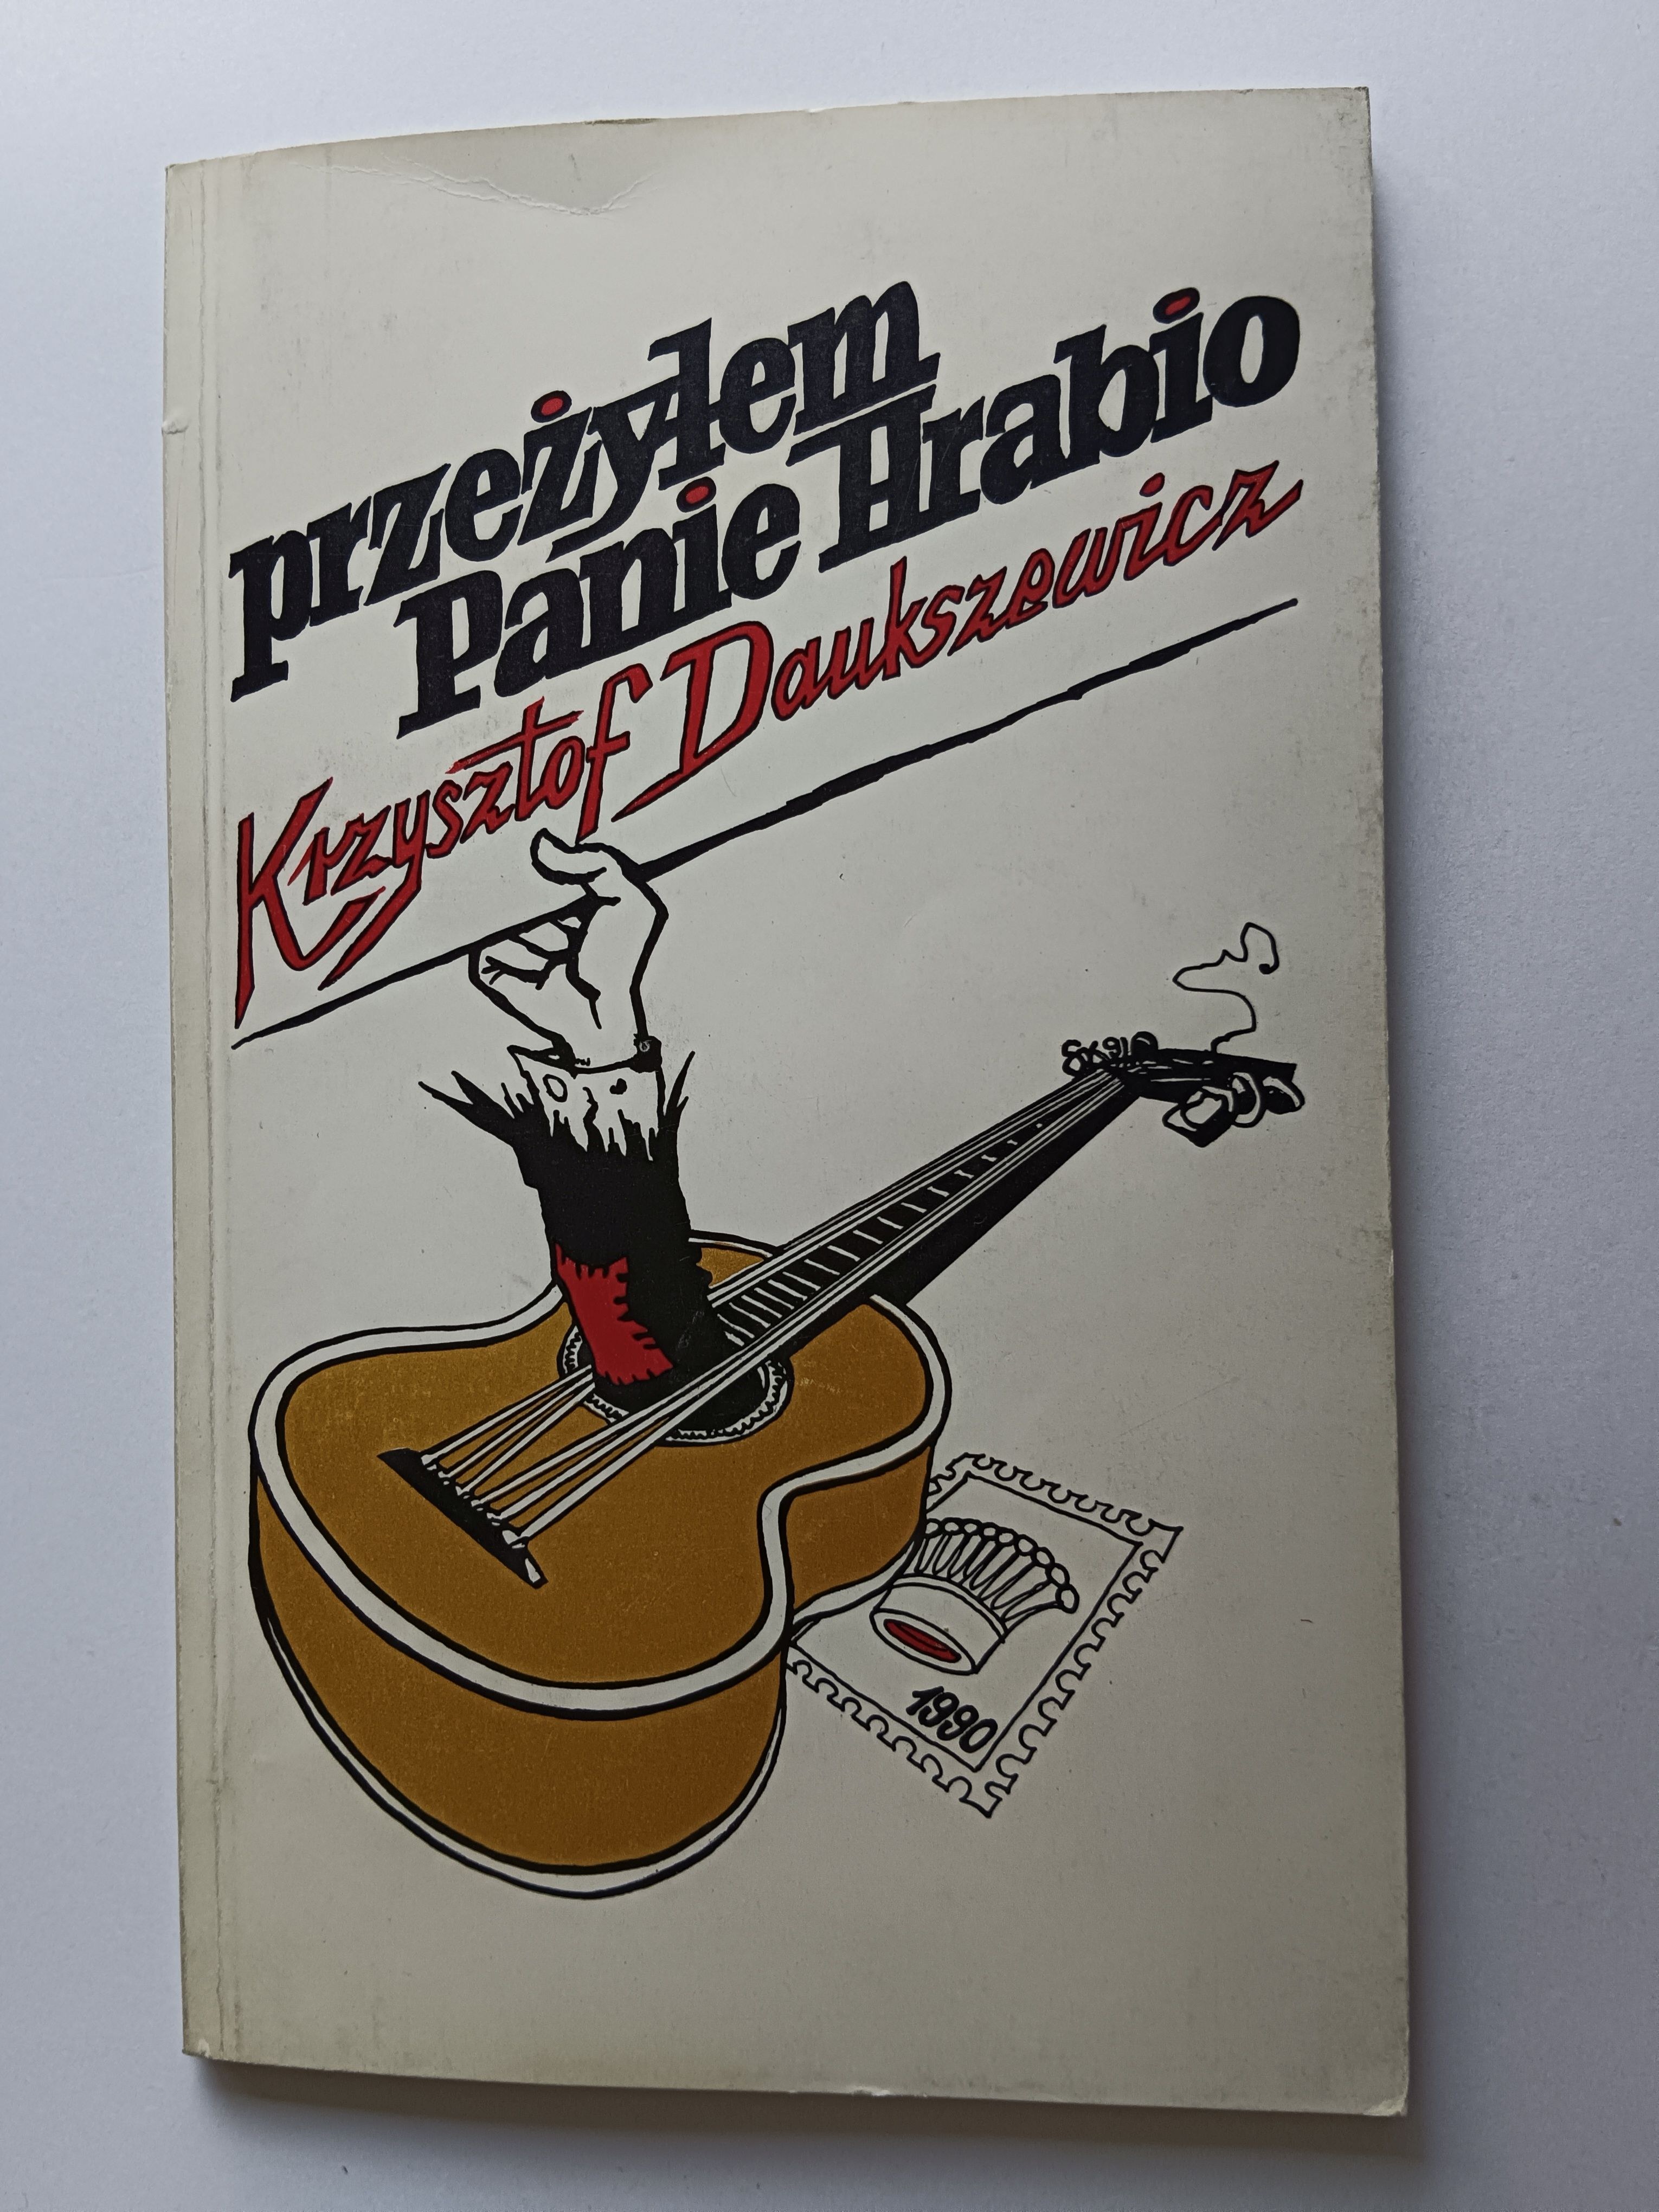 przeżyłem
Panie Hrabio
Krzysztof Daukszewicz
1990